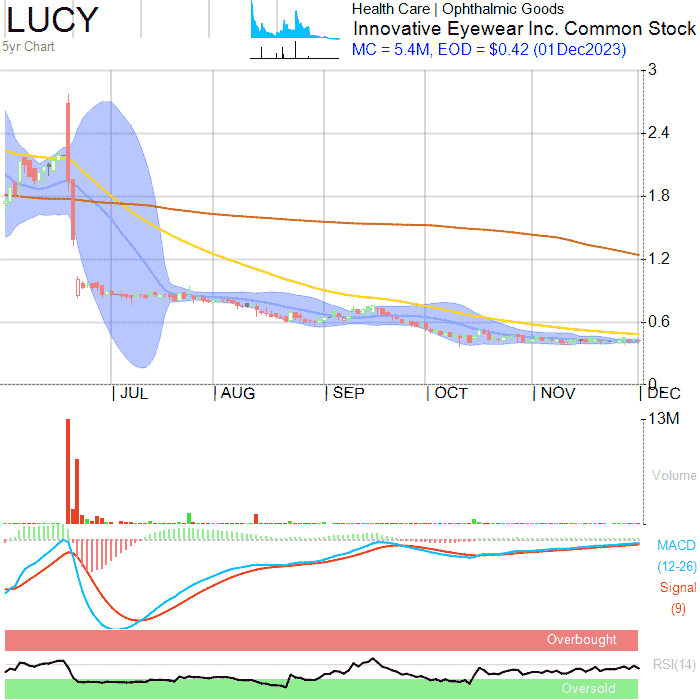 LUCY
5yr Chart
Health Care | Ophthalmic Goods
Innovative Eyewear Inc. Common Stock
MC = 5.4M, EOD = $0.42 (01Dec2023)
3
2.4
1.8
1.2
0.6
0
JUL
AUG
SEP
OCT
NOV
DEC
13M
Volume
MACD
(12-26)
Signal
(9)
Overbought
RSI(14)
Oversold